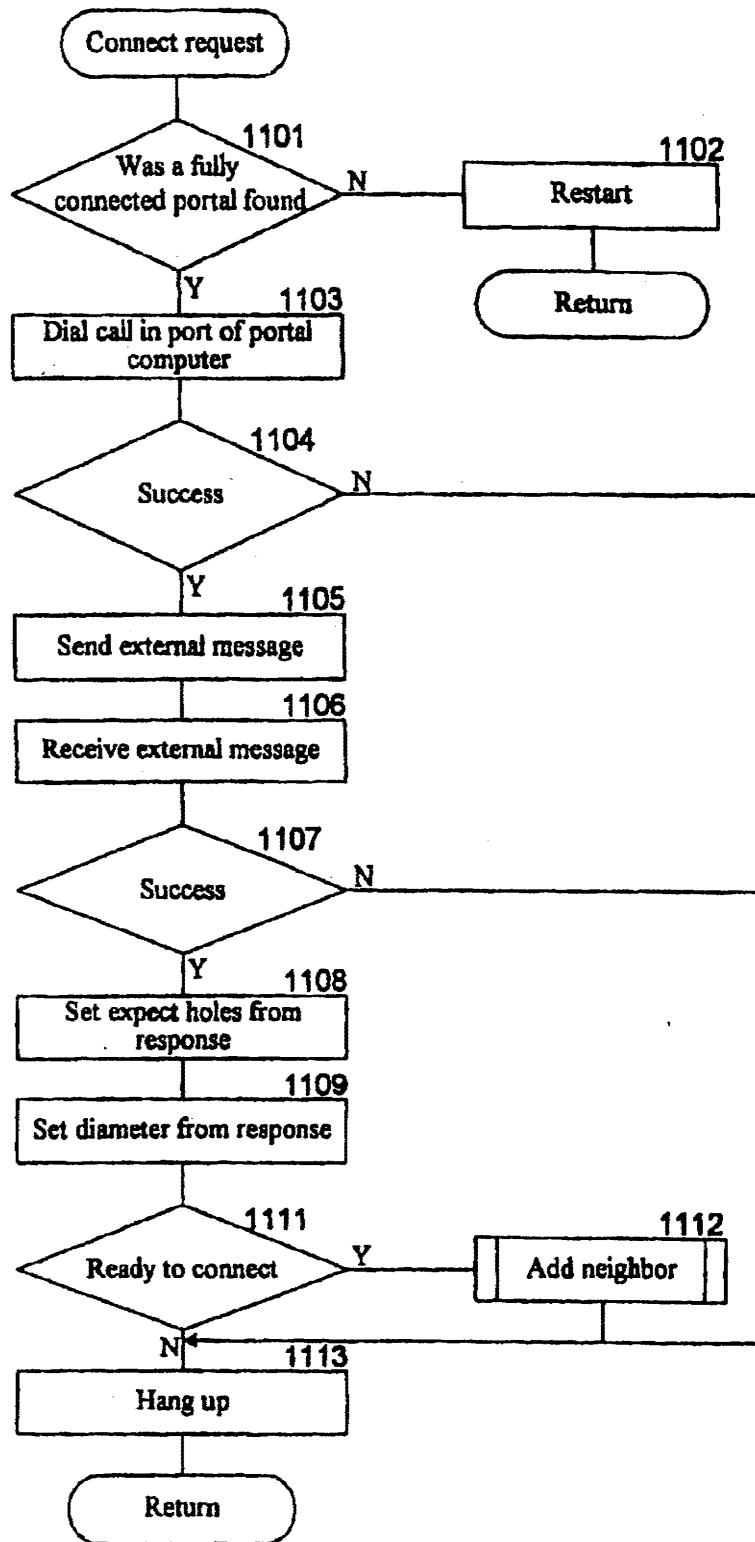 Connect request
1101
Was a fully
connected portal found
N
1102
Restart
Return
Y
1103
Dial call in port of portal
computer
1104
Success
N
Y
1105
Send external message
1106
Receive external message
1107
Success
N
Y
1108
Set expect holes from
response
1109
Set diameter from response
1111
Ready to connect
Y
1112
Add neighbor
N
1113
Hang up
Return